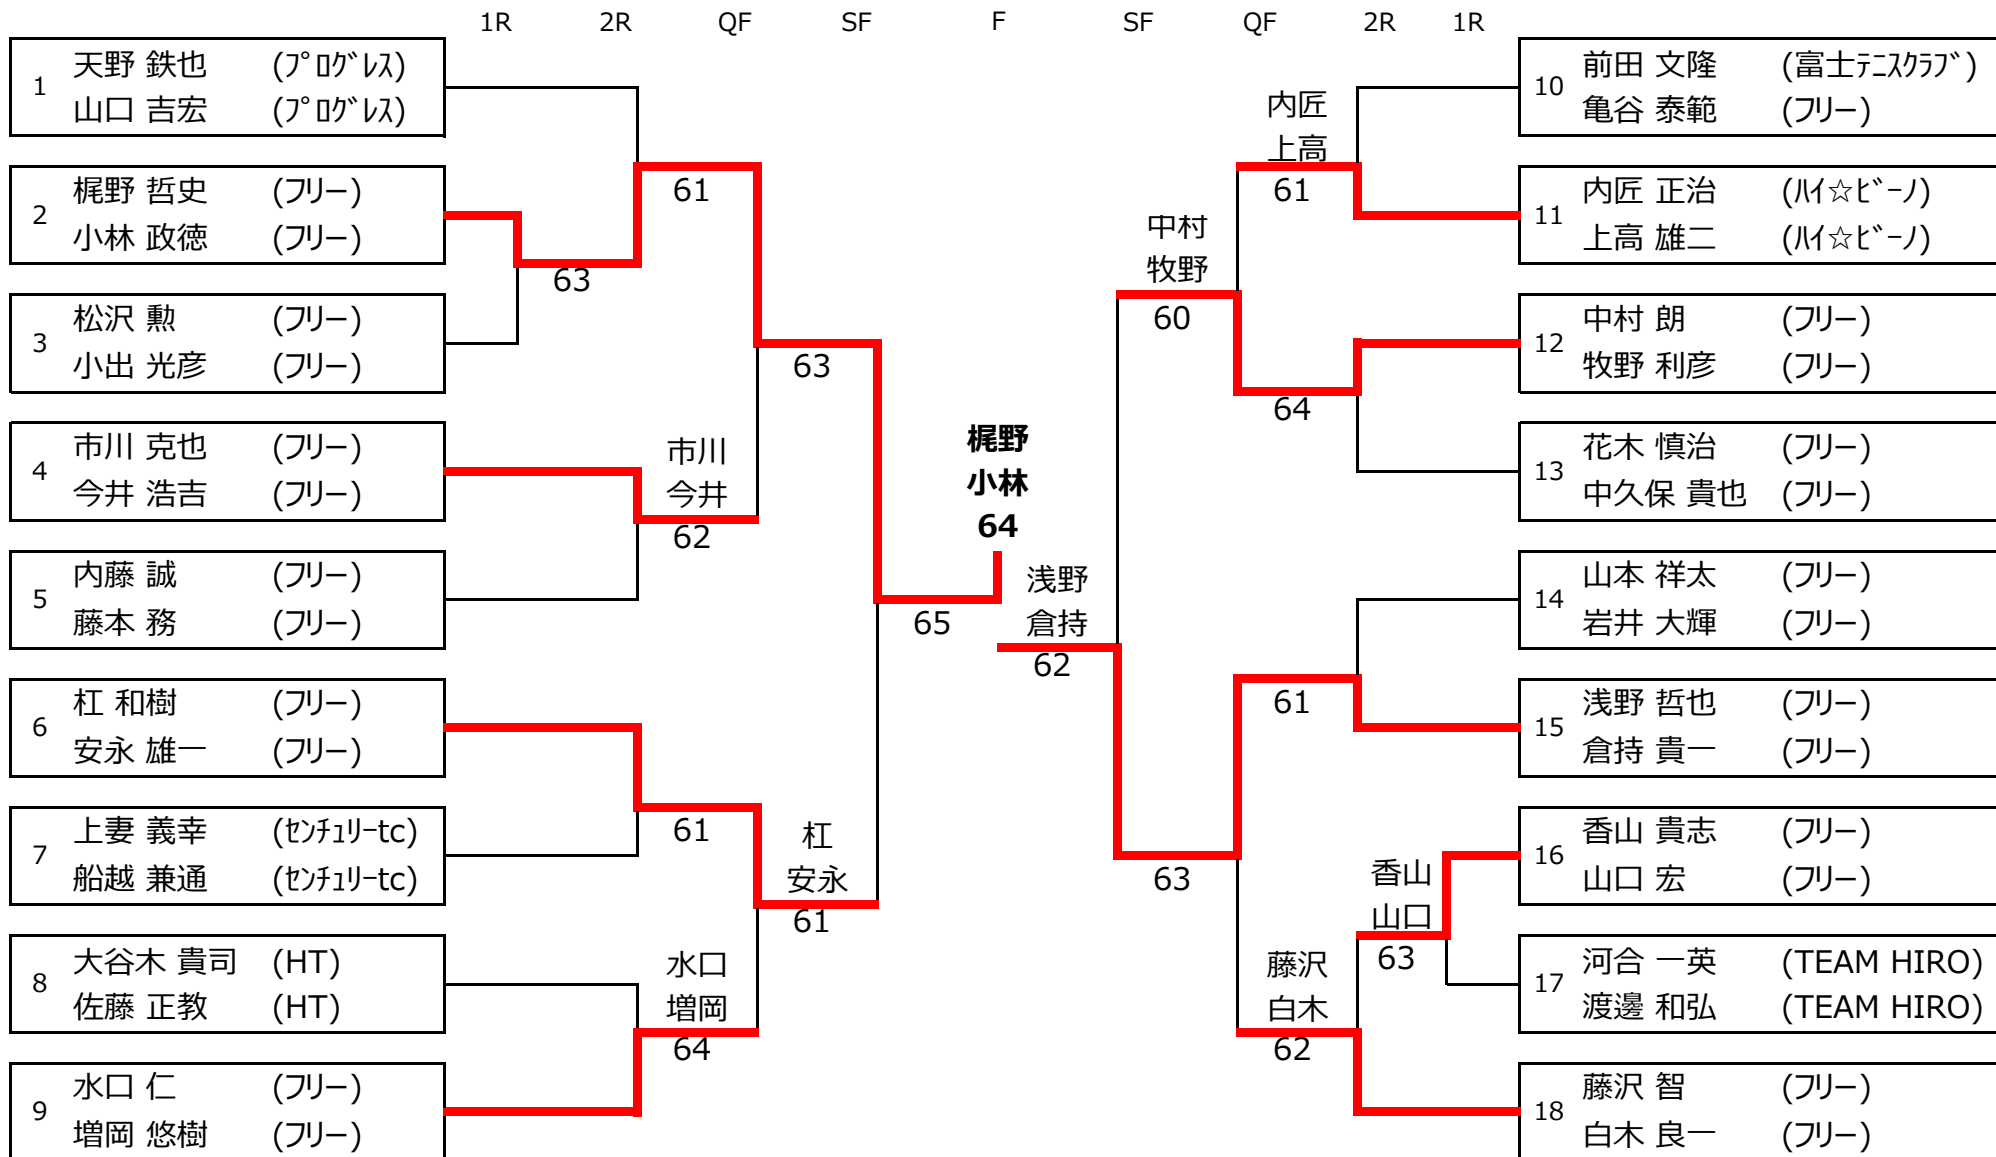 1R 2R QF SF F SF QF 2R 1R
1 天野 鉄也 (ﾌﾟﾛｸﾞﾚｽ)
山口 吉宏 (ﾌﾟﾛｸﾞﾚｽ)
2 梶野 哲史 (フリー)
小林 政徳 (フリー)
63
61
3 松沢 勲 (フリー)
小出 光彦 (フリー)
63
4 市川 克也 (フリー)
今井 浩吉 (フリー)
市川
今井
62
5 内藤 誠 (フリー)
藤本 務 (フリー)
65
6 杠 和樹 (フリー)
安永 雄一 (フリー)
61
7 上妻 義幸 (ｾﾝﾁｭﾘｰtc)
船越 兼通 (ｾﾝﾁｭﾘｰtc)
杠
安永
61
8 大谷木 貴司 (HT)
佐藤 正教 (HT)
水口
増岡
64
9 水口 仁 (フリー)
増岡 悠樹 (フリー)
梶野
小林
64
浅野
倉持
62
10 前田 文隆 (富士ﾃﾆｽｸﾗﾌﾞ)
亀谷 泰範 (フリー)
内匠
上高
61
11 内匠 正治 (ﾊｲ☆ﾋﾞｰﾉ)
上高 雄二 (ﾊｲ☆ﾋﾞｰﾉ)
中村
牧野
60
12 中村 朗 (フリー)
牧野 利彦 (フリー)
64
13 花木 慎治 (フリー)
中久保 貴也 (フリー)
14 山本 祥太 (フリー)
岩井 大輝 (フリー)
61
15 浅野 哲也 (フリー)
倉持 貴一 (フリー)
63
16 香山 貴志 (フリー)
山口 宏 (フリー)
香山
山口
63
17 河合 一英 (TEAM HIRO)
渡邊 和弘 (TEAM HIRO)
藤沢
白木
62
18 藤沢 智 (フリー)
白木 良一 (フリー)